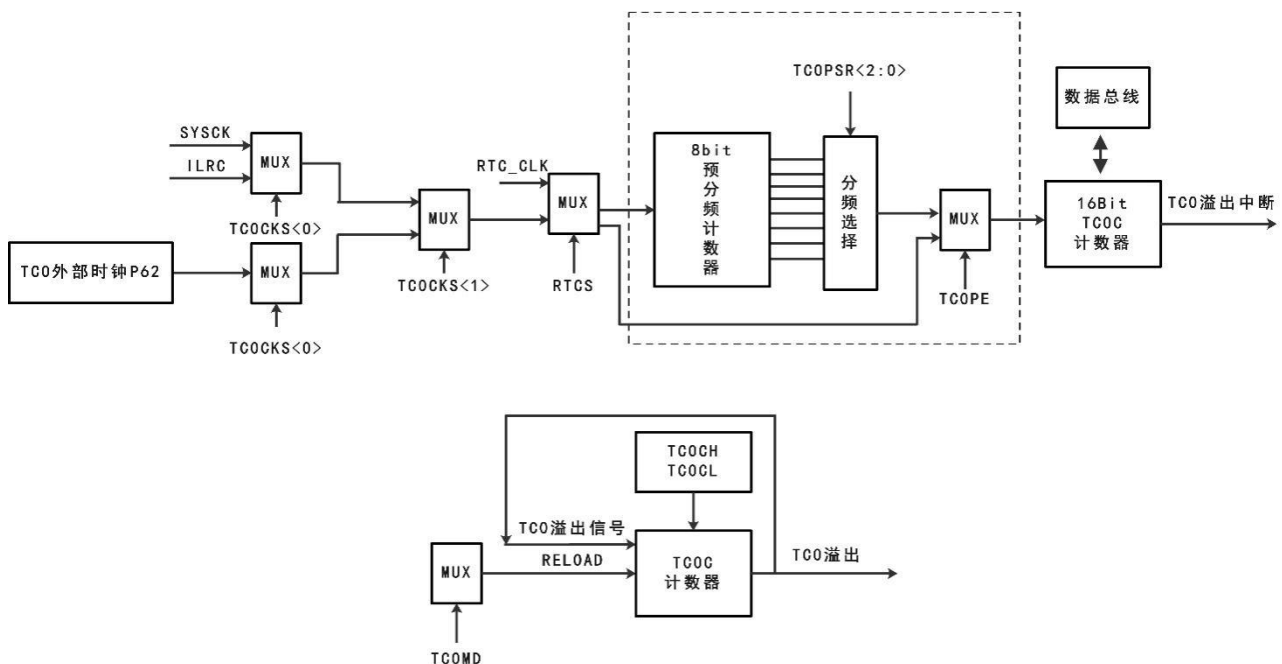 TC0PSR<2:0>
数据总线
SYSCK
ILRC
MUX
TC0CKS<0>
RTC_CLK
MUX
MUX
8bit
预
分
频
计
数
器
分
频
选
择
MUX
16Bit
TC0C
计数器
TC0溢出中断
TC0外部时钟P62
MUX
TC0CKS<1>
RTCS
TC0PE
TC0CKS<0>
TC0CH
TC0CL
TC0溢出信号
MUX
RELOAD
TC0C
计数器
TC0溢出
TC0MD